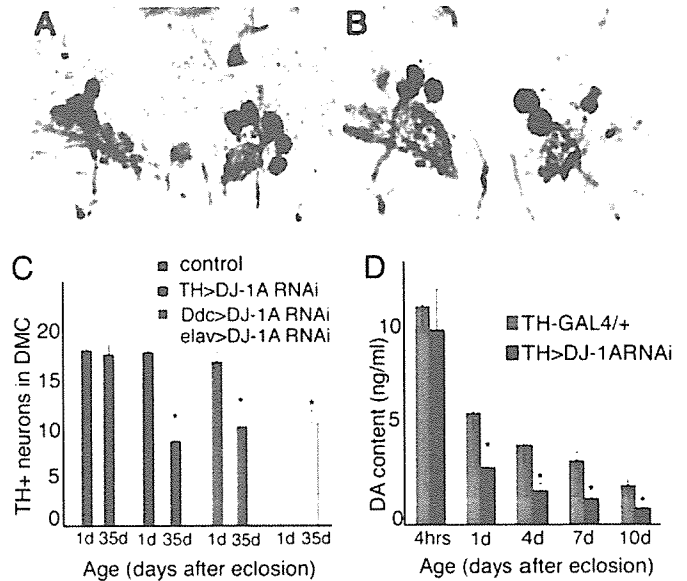 A
B
C
control
TH>DJ-1A RNAi
Ddc>DJ-1A RNAi
elav>DJ-1A RNAi
TH+ neurons in DMC
20
15
10
5
0
1d 35d 1d 35d 1d 35d 1d 35d
Age (days after eclosion)
D
TH-GAL4/+
TH>DJ-1ARNAi
DA content (ng/ml)
10
5
0
4hrs 1d 4d 7d 10d
Age (days after eclosion)